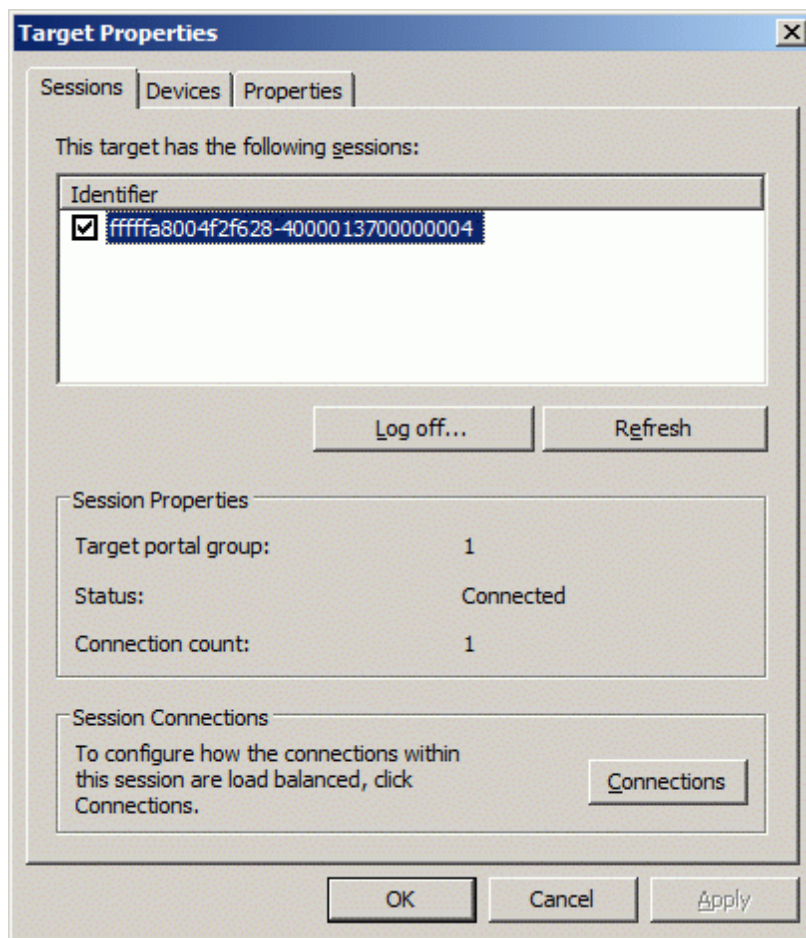 Target Properties
Sessions Devices Properties
This target has the following sessions:
Identifier
fffffa8004f2f628-4000013700000004
Log off... Refresh
Session Properties
Target portal group: 1
Status: Connected
Connection count: 1
Session Connections
To configure how the connections within
this session are load balanced, click
Connections.
Connections
OK Cancel Apply